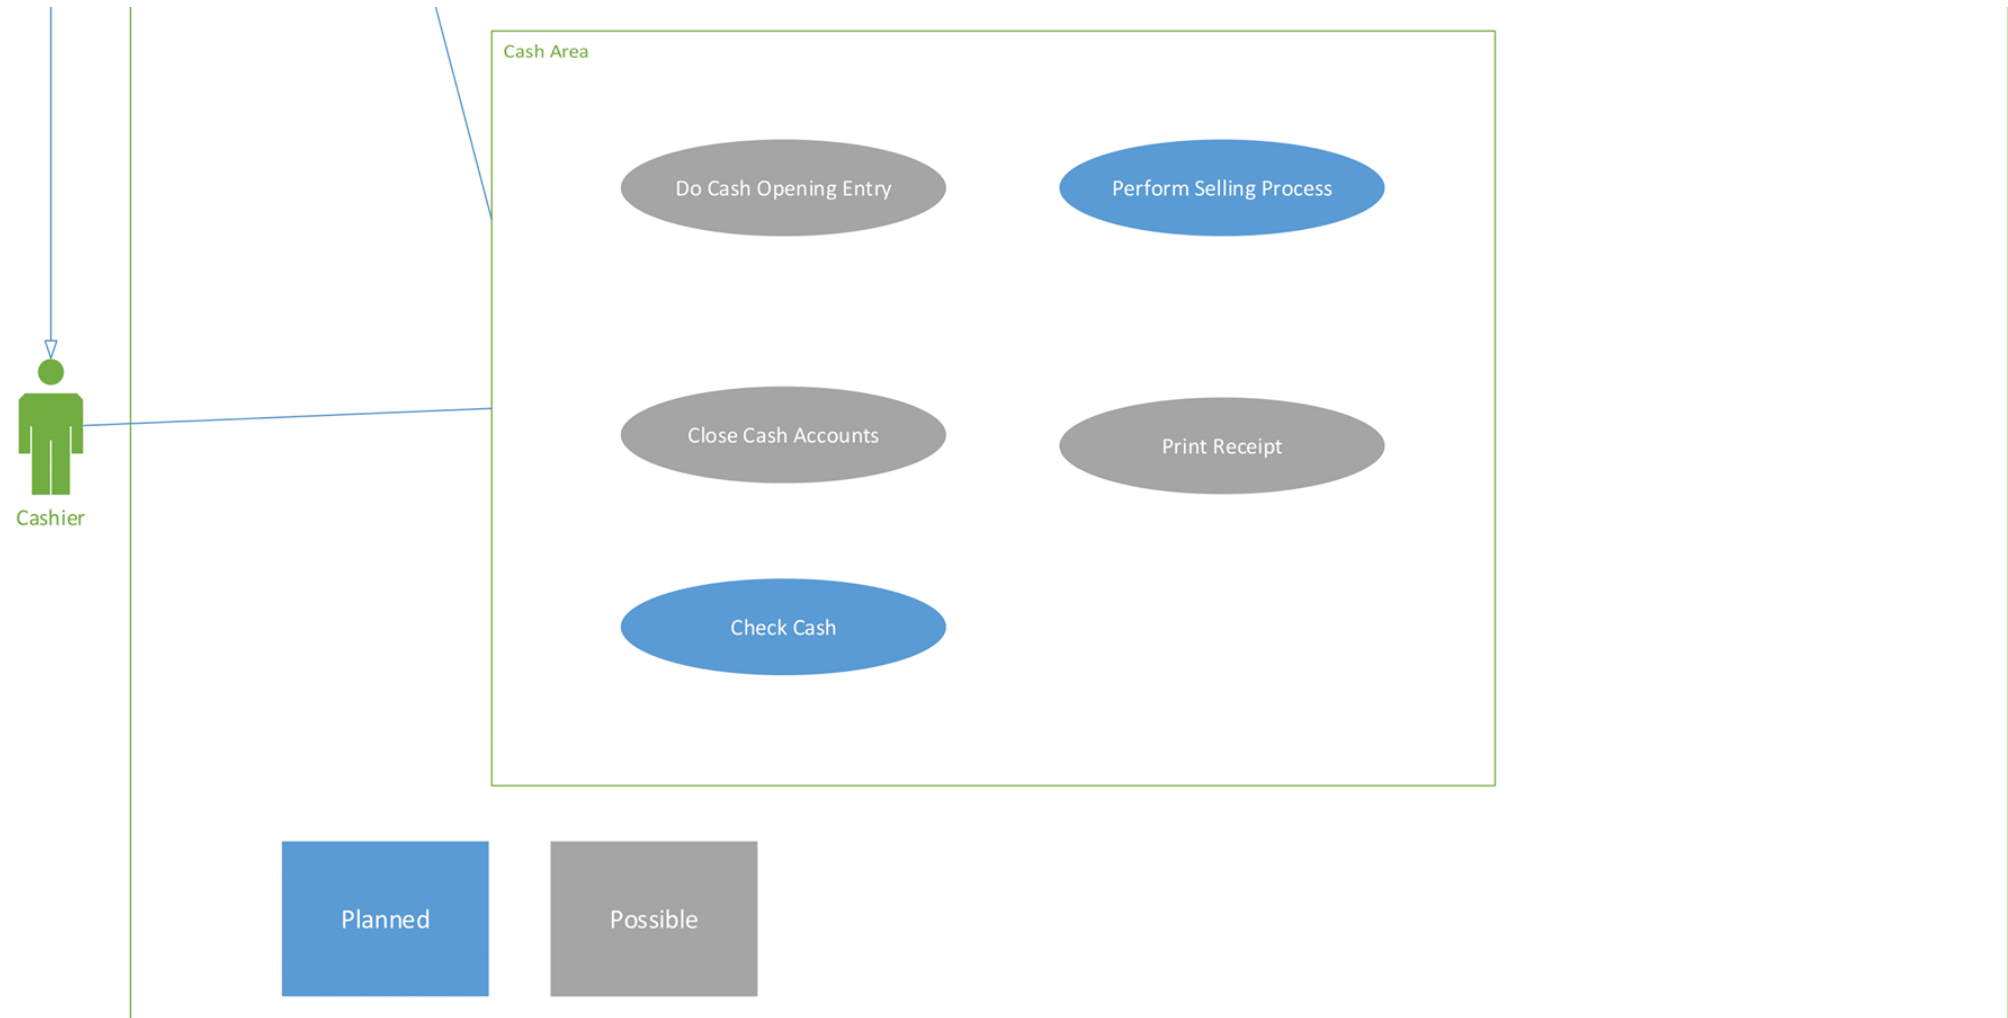 Cash Area
Do Cash Opening Entry
Perform Selling Process
Close Cash Accounts
Print Receipt
Cashier
Check Cash
Planned
Possible